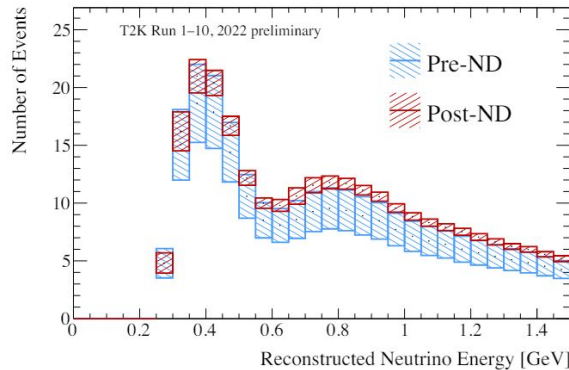 T2K Run 1–10, 2022 preliminary
Number of Events
25
20
15
10
5
0
Pre-ND
Post-ND
0 0.2 0.4 0.6 0.8 1 1.2 1.4
Reconstructed Neutrino Energy [GeV]